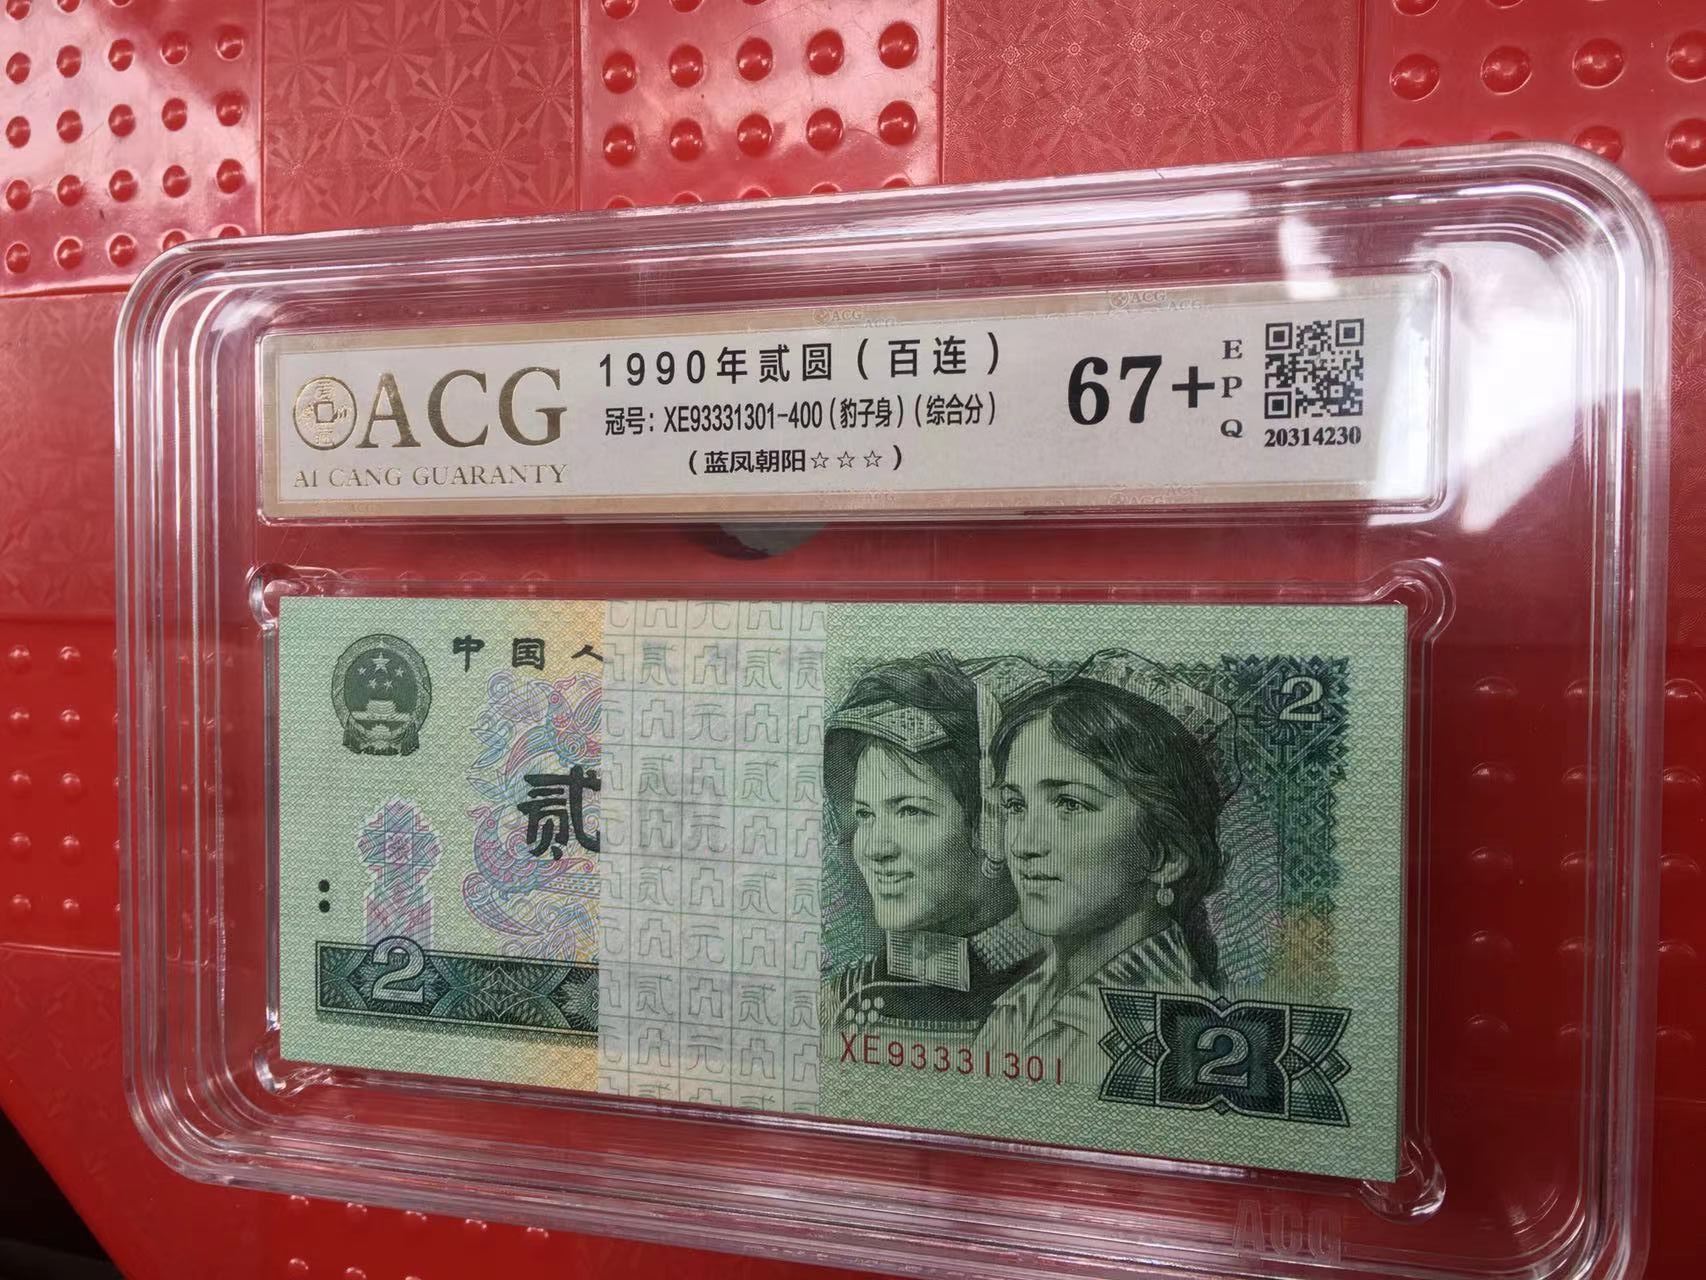 ACG
AI CANG GUARANTY
1990年贰圆（百连）
冠号：XE93331301-400（豹子身）（综合分）
（蓝凤朝阳☆☆☆）
67+
E
P
Q
20314230
中国人
贰
2
2
XE93331301
2
ACG